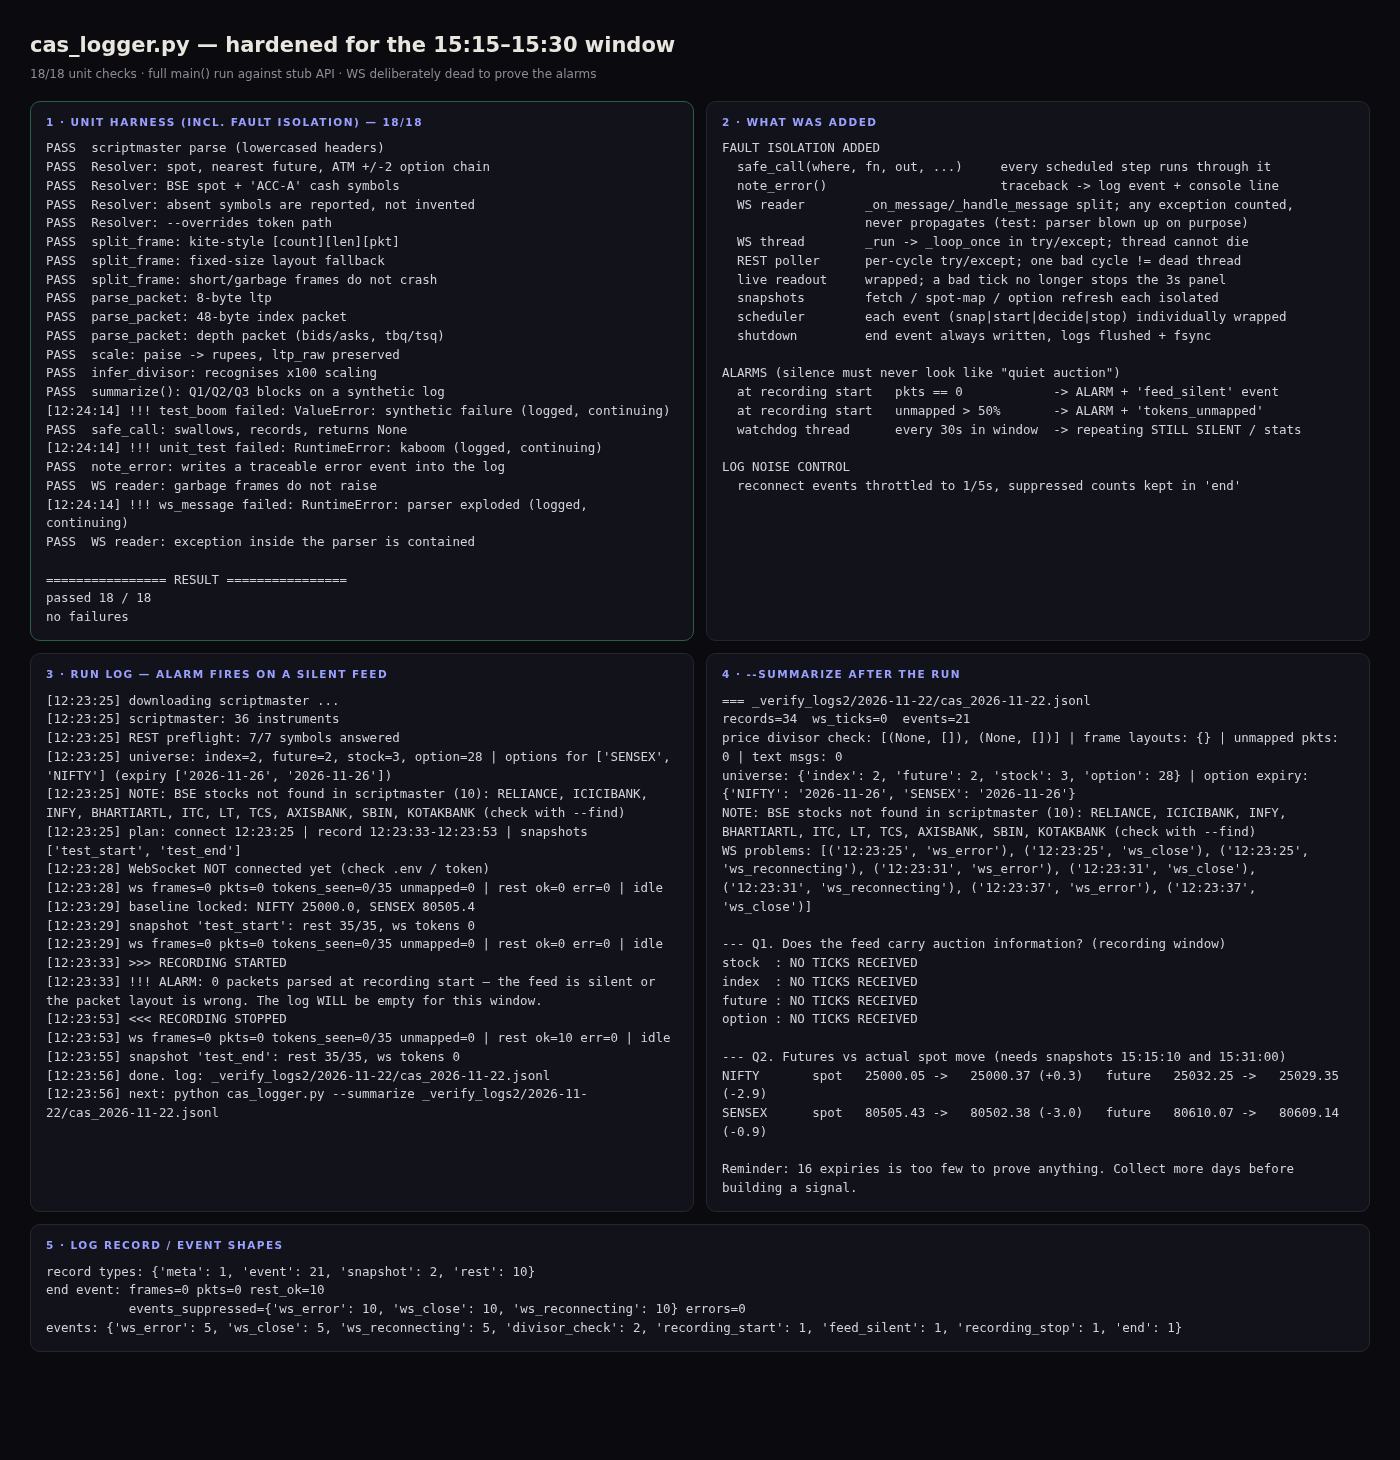 cas_logger.py — hardened for the 15:15–15:30 window
18/18 unit checks · full main() run against stub API · WS deliberately dead to prove the alarms
1 · UNIT HARNESS (INCL. FAULT ISOLATION) — 18/18
PASS  scriptmaster parse (lowercased headers)
PASS  Resolver: spot, nearest future, ATM +/-2 option chain
PASS  Resolver: BSE spot + 'ACC-A' cash symbols
PASS  Resolver: absent symbols are reported, not invented
PASS  Resolver: --overrides token path
PASS  split_frame: kite-style [count][len][pkt]
PASS  split_frame: fixed-size layout fallback
PASS  split_frame: short/garbage frames do not crash
PASS  parse_packet: 8-byte ltp
PASS  parse_packet: 48-byte index packet
PASS  parse_packet: depth packet (bids/asks, tbq/tsq)
PASS  scale: paise -> rupees, ltp_raw preserved
PASS  infer_divisor: recognises x100 scaling
PASS  summarize(): Q1/Q2/Q3 blocks on a synthetic log
[12:24:14] !!! test_boom failed: ValueError: synthetic failure (logged, continuing)
PASS  safe_call: swallows, records, returns None
[12:24:14] !!! unit_test failed: RuntimeError: kaboom (logged, continuing)
PASS  note_error: writes a traceable error event into the log
PASS  WS reader: garbage frames do not raise
[12:24:14] !!! ws_message failed: RuntimeError: parser exploded (logged,
continuing)
PASS  WS reader: exception inside the parser is contained
================ RESULT ================
passed 18 / 18
no failures
2 · WHAT WAS ADDED
FAULT ISOLATION ADDED
  safe_call(where, fn, out, ...)     every scheduled step runs through it
  note_error()                       traceback -> log event + console line
  WS reader        _on_message/_handle_message split; any exception counted,
                   never propagates (test: parser blown up on purpose)
  WS thread        _run -> _loop_once in try/except; thread cannot die
  REST poller      per-cycle try/except; one bad cycle != dead thread
  live readout     wrapped; a bad tick no longer stops the 3s panel
  snapshots        fetch / spot-map / option refresh each isolated
  scheduler        each event (snap|start|decide|stop) individually wrapped
  shutdown         end event always written, logs flushed + fsync
ALARMS (silence must never look like "quiet auction")
  at recording start   pkts == 0            -> ALARM + 'feed_silent' event
  at recording start   unmapped > 50%       -> ALARM + 'tokens_unmapped'
  watchdog thread      every 30s in window  -> repeating STILL SILENT / stats
LOG NOISE CONTROL
  reconnect events throttled to 1/5s, suppressed counts kept in 'end'
3 · RUN LOG — ALARM FIRES ON A SILENT FEED
[12:23:25] downloading scriptmaster ...
[12:23:25] scriptmaster: 36 instruments
[12:23:25] REST preflight: 7/7 symbols answered
[12:23:25] universe: index=2, future=2, stock=3, option=28 | options for ['SENSEX',
'NIFTY'] (expiry ['2026-11-26', '2026-11-26'])
[12:23:25] NOTE: BSE stocks not found in scriptmaster (10): RELIANCE, ICICIBANK,
INFY, BHARTIARTL, ITC, LT, TCS, AXISBANK, SBIN, KOTAKBANK (check with --find)
[12:23:25] plan: connect 12:23:25 | record 12:23:33-12:23:53 | snapshots
['test_start', 'test_end']
[12:23:28] WebSocket NOT connected yet (check .env / token)
[12:23:28] ws frames=0 pkts=0 tokens_seen=0/35 unmapped=0 | rest ok=0 err=0 | idle
[12:23:29] baseline locked: NIFTY 25000.0, SENSEX 80505.4
[12:23:29] snapshot 'test_start': rest 35/35, ws tokens 0
[12:23:29] ws frames=0 pkts=0 tokens_seen=0/35 unmapped=0 | rest ok=0 err=0 | idle
[12:23:33] >>> RECORDING STARTED
[12:23:33] !!! ALARM: 0 packets parsed at recording start — the feed is silent or
the packet layout is wrong. The log WILL be empty for this window.
[12:23:53] <<< RECORDING STOPPED
[12:23:53] ws frames=0 pkts=0 tokens_seen=0/35 unmapped=0 | rest ok=10 err=0 | idle
[12:23:55] snapshot 'test_end': rest 35/35, ws tokens 0
[12:23:56] done. log: _verify_logs2/2026-11-22/cas_2026-11-22.jsonl
[12:23:56] next: python cas_logger.py --summarize _verify_logs2/2026-11-
22/cas_2026-11-22.jsonl
4 · --SUMMARIZE AFTER THE RUN
=== _verify_logs2/2026-11-22/cas_2026-11-22.jsonl
records=34  ws_ticks=0  events=21
price divisor check: [(None, []), (None, [])] | frame layouts: {} | unmapped pkts:
0 | text msgs: 0
universe: {'index': 2, 'future': 2, 'stock': 3, 'option': 28} | option expiry:
{'NIFTY': '2026-11-26', 'SENSEX': '2026-11-26'}
NOTE: BSE stocks not found in scriptmaster (10): RELIANCE, ICICIBANK, INFY,
BHARTIARTL, ITC, LT, TCS, AXISBANK, SBIN, KOTAKBANK (check with --find)
WS problems: [('12:23:25', 'ws_error'), ('12:23:25', 'ws_close'), ('12:23:25',
'ws_reconnecting'), ('12:23:31', 'ws_error'), ('12:23:31', 'ws_close'),
('12:23:31', 'ws_reconnecting'), ('12:23:37', 'ws_error'), ('12:23:37',
'ws_close')]
--- Q1. Does the feed carry auction information? (recording window)
stock  : NO TICKS RECEIVED
index  : NO TICKS RECEIVED
future : NO TICKS RECEIVED
option : NO TICKS RECEIVED
--- Q2. Futures vs actual spot move (needs snapshots 15:15:10 and 15:31:00)
NIFTY       spot   25000.05 ->   25000.37 (+0.3)   future   25032.25 ->   25029.35
(-2.9)
SENSEX      spot   80505.43 ->   80502.38 (-3.0)   future   80610.07 ->   80609.14
(-0.9)
Reminder: 16 expiries is too few to prove anything. Collect more days before
building a signal.
5 · LOG RECORD / EVENT SHAPES
record types: {'meta': 1, 'event': 21, 'snapshot': 2, 'rest': 10}
end event: frames=0 pkts=0 rest_ok=10
           events_suppressed={'ws_error': 10, 'ws_close': 10, 'ws_reconnecting': 10} errors=0
events: {'ws_error': 5, 'ws_close': 5, 'ws_reconnecting': 5, 'divisor_check': 2, 'recording_start': 1, 'feed_silent': 1, 'recording_stop': 1, 'end': 1}